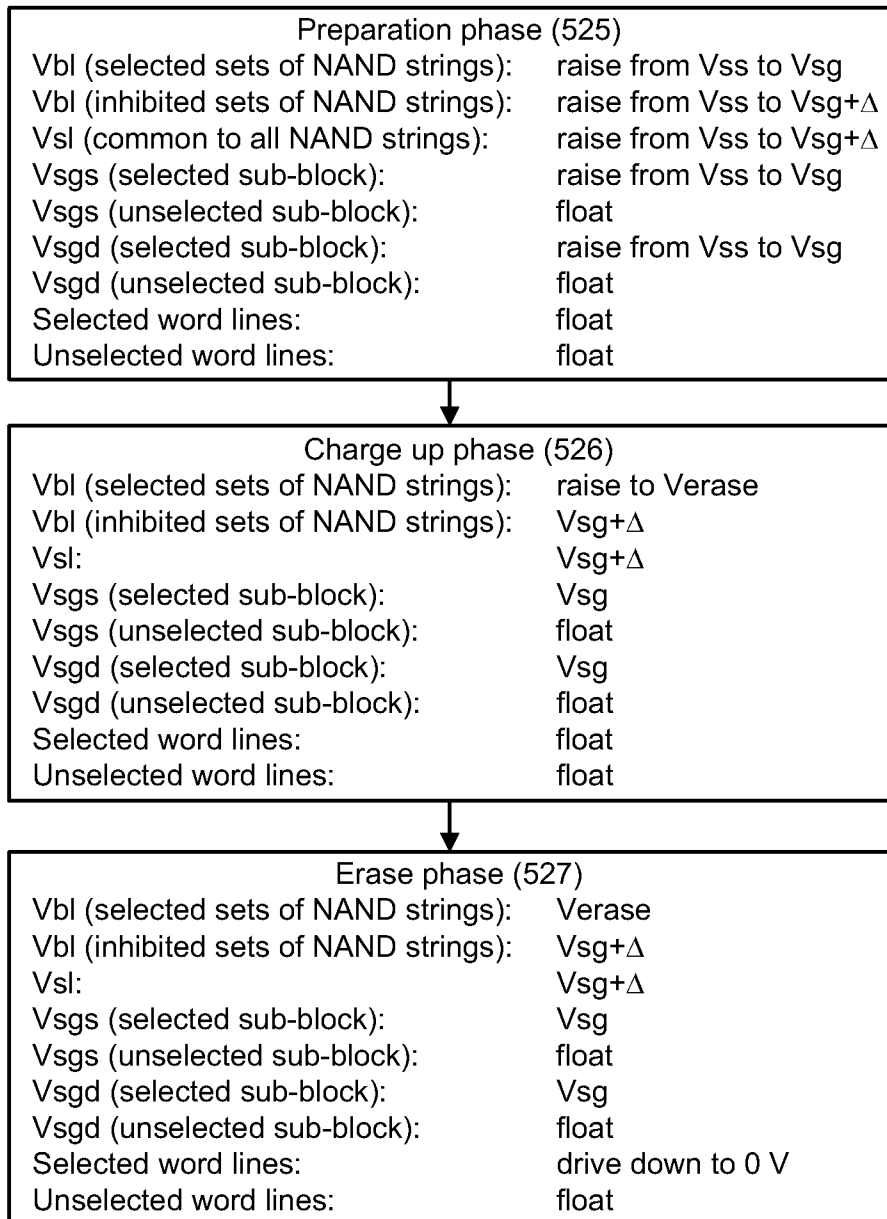 Preparation phase (525)
Vbl (selected sets of NAND strings): raise from Vss to Vsg
Vbl (inhibited sets of NAND strings): raise from Vss to Vsg+Δ
Vsl (common to all NAND strings): raise from Vss to Vsg+Δ
Vsgs (selected sub-block): raise from Vss to Vsg
Vsgs (unselected sub-block): float
Vsgd (selected sub-block): raise from Vss to Vsg
Vsgd (unselected sub-block): float
Selected word lines: float
Unselected word lines: float
Charge up phase (526)
Vbl (selected sets of NAND strings): raise to Verase
Vbl (inhibited sets of NAND strings): Vsg+Δ
Vsl: Vsg+Δ
Vsgs (selected sub-block): Vsg
Vsgs (unselected sub-block): float
Vsgd (selected sub-block): Vsg
Vsgd (unselected sub-block): float
Selected word lines: float
Unselected word lines: float
Erase phase (527)
Vbl (selected sets of NAND strings): Verase
Vbl (inhibited sets of NAND strings): Vsg+Δ
Vsl: Vsg+Δ
Vsgs (selected sub-block): Vsg
Vsgs (unselected sub-block): float
Vsgd (selected sub-block): Vsg
Vsgd (unselected sub-block): float
Selected word lines: drive down to 0 V
Unselected word lines: float